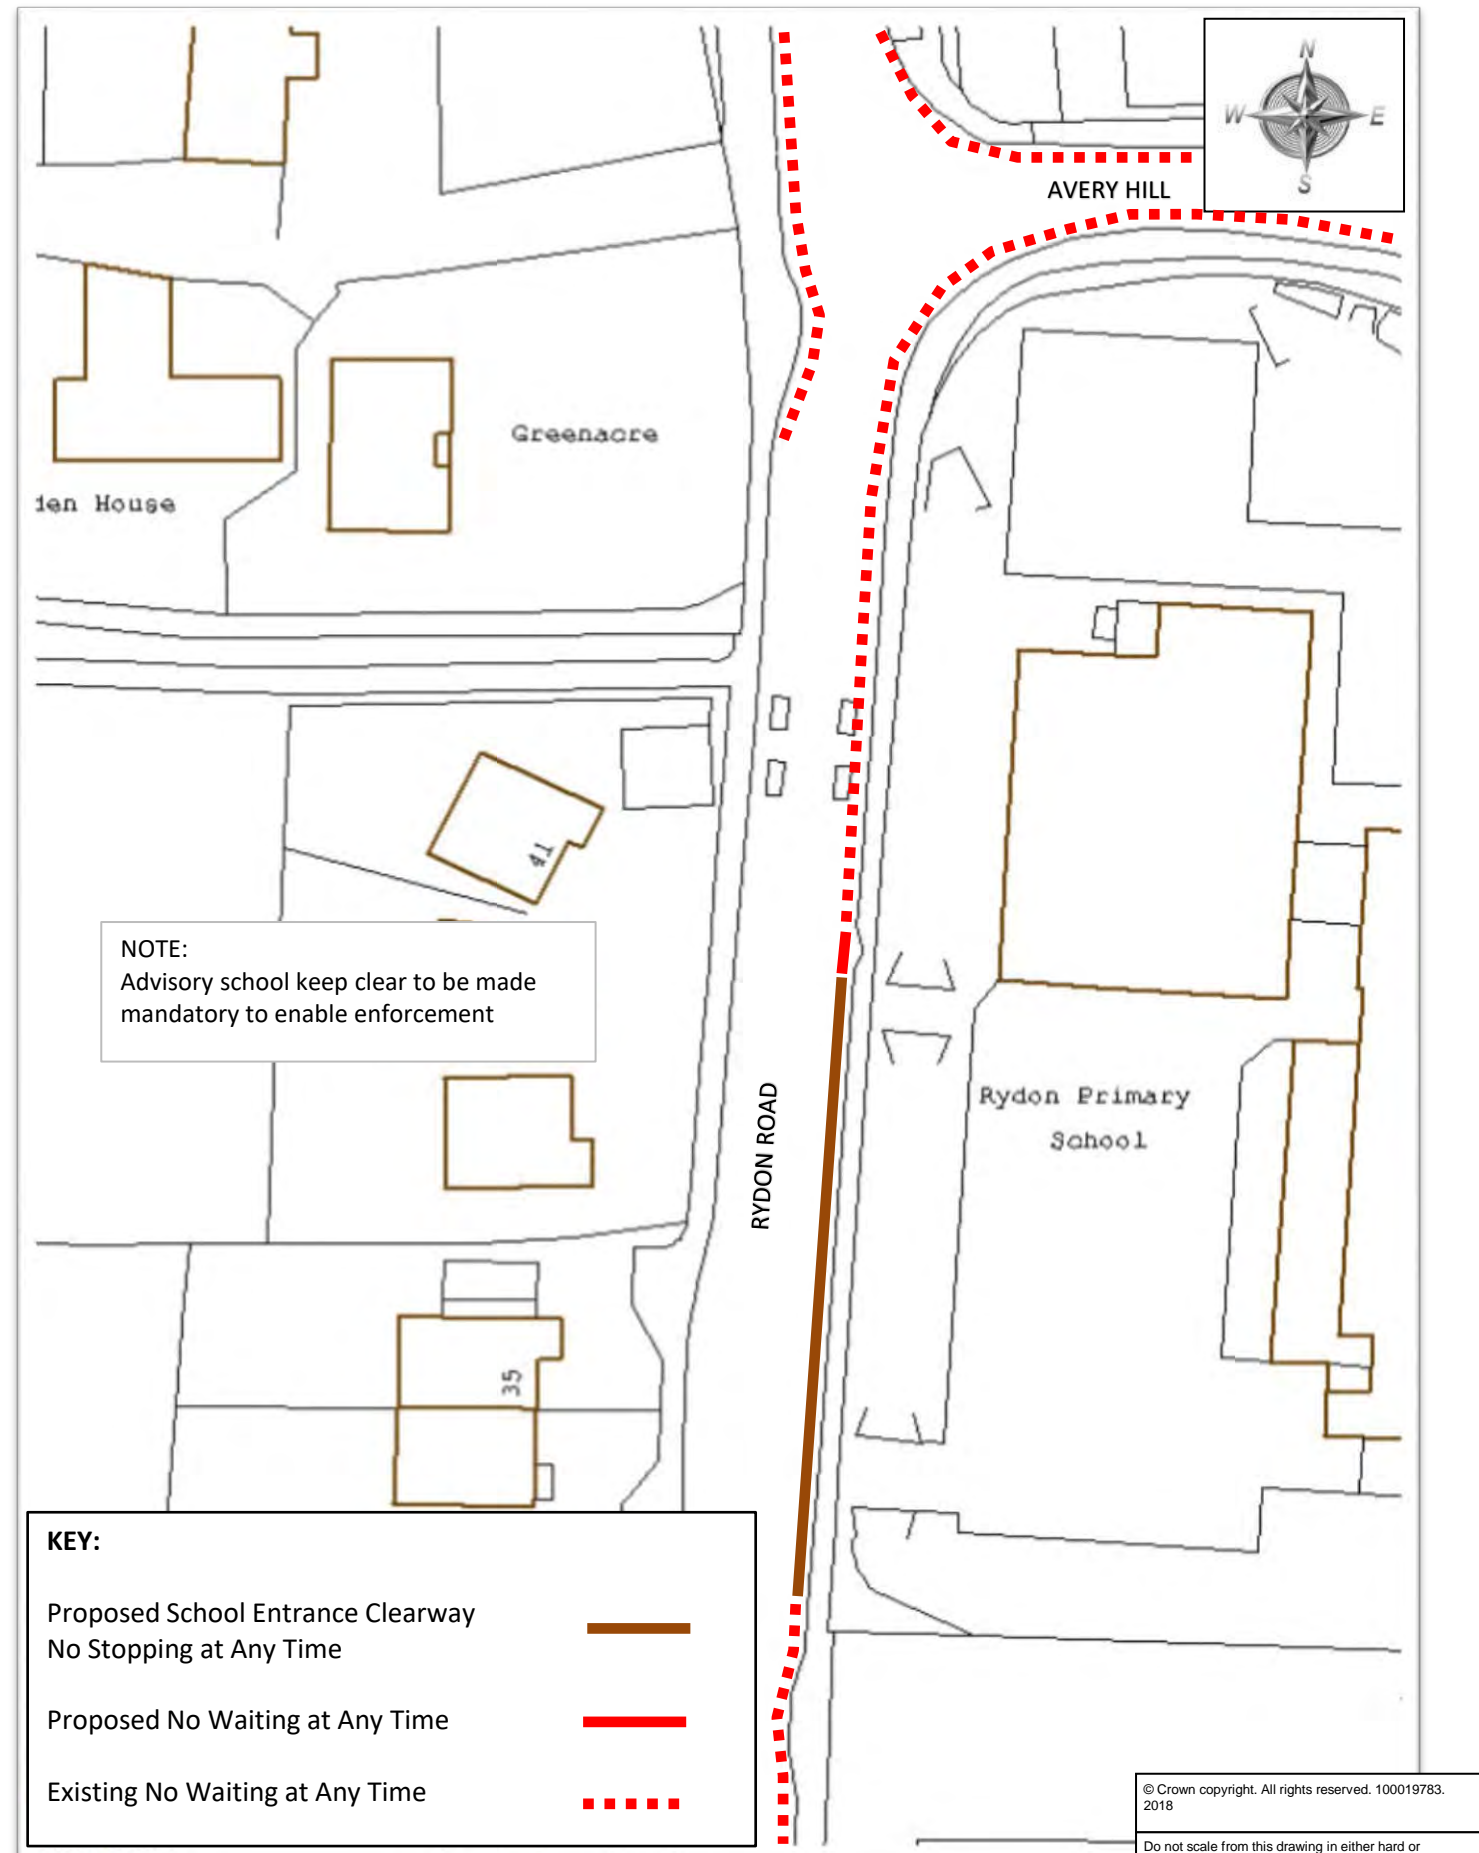 N
W E
S
AVERY HILL
Greenacre
House
41
NOTE:
Advisory school keep clear to be made
mandatory to enable enforcement
RYDON ROAD
Rydon Primary
School
35
KEY:
Proposed School Entrance Clearway
No Stopping at Any Time
Proposed No Waiting at Any Time
Existing No Waiting at Any Time
© Crown copyright. All rights reserved. 100019783.
2018
Do not scale from this drawing in either hard or